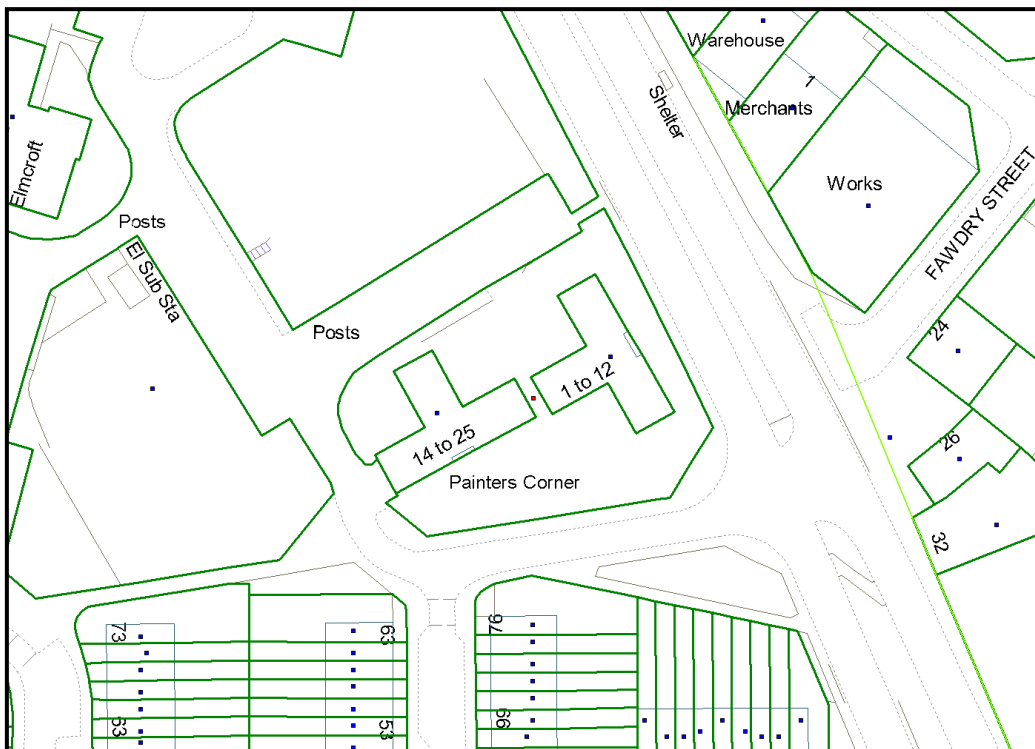 Warehouse
1
Merchants
Shelter
Elmcroft
Works
FAWDRY STREET
Posts
El Sub Sta
Posts
24
1 to 12
14 to 25
26
Painters Corner
32
73
63
76
63
53
66